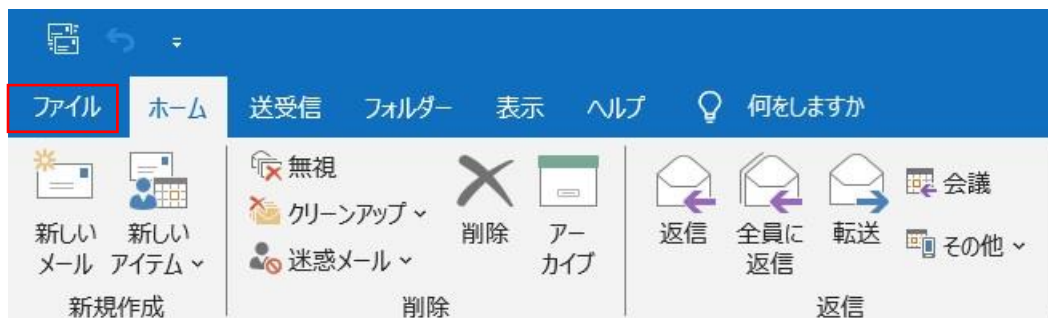 ファイル ホーム 送受信 フォルダー 表示 ヘルプ 何をしますか
新しい
メール
新しい
アイテム
無視
クリーンアップ
迷惑メール
削除
アー
カイブ
返信
全員に
返信
転送
会議
その他
新規作成 削除 返信